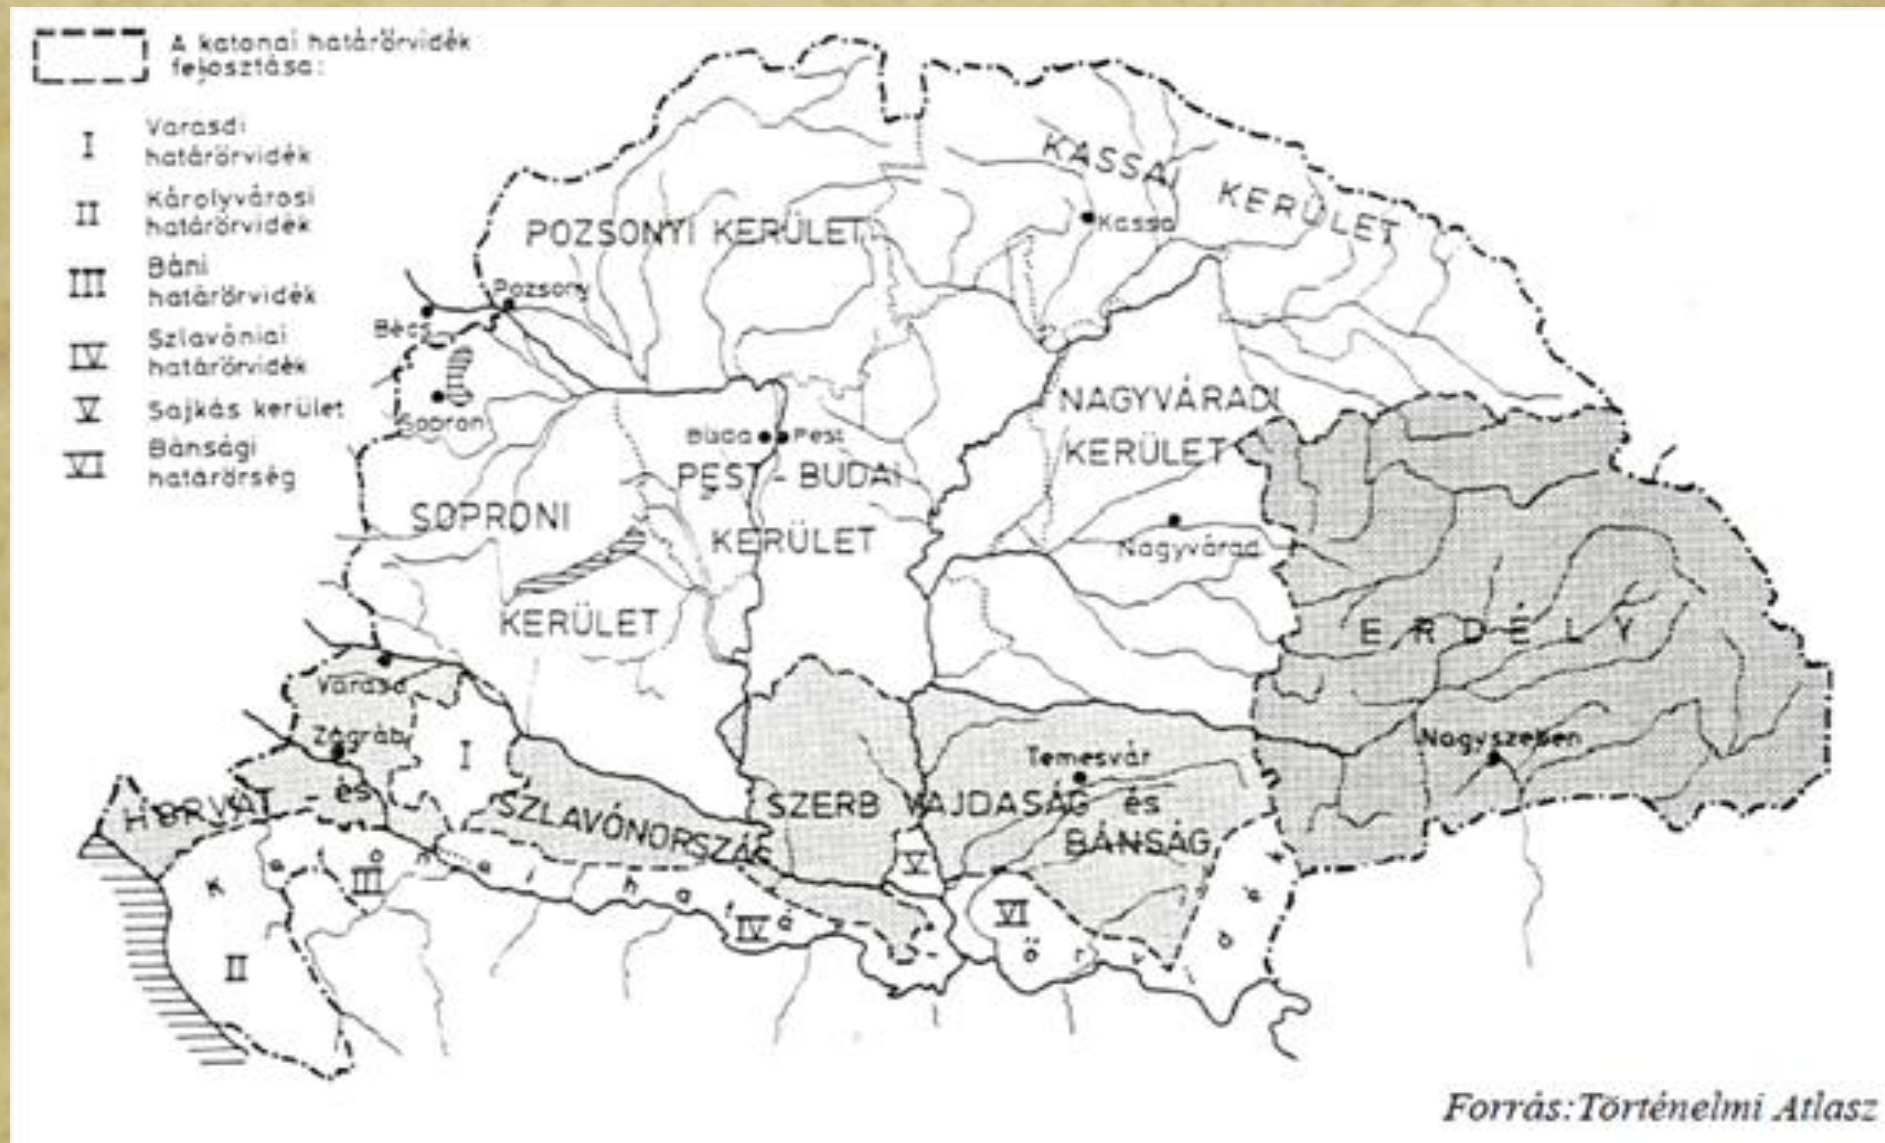 A katonai határőrvidék
felosztása:
I Varasdi
határőrvidék
II Károlyvárosi
határőrvidék
III Báni
határőrvidék
IV Szlavóniai
határőrvidék
V Sajkás kerület
VI Bánsági
határőrség
KASSAI KERÜLET
Kassa
POZSONYI KERÜLET
Pozsony
Bécs
Sopron
NAGYVÁRADI
KERÜLET
Buda Pest
PEST-BUDAI
KERÜLET
SOPRONI
KERÜLET
Nagyvárad
ERDÉLY
Varasd
Zágráb
I
Nagyszeben
Temesvár
HORVÁT - és
SZLAVÓNORSZÁG
SZERB VAJDASÁG és
BÁNSÁG
Katonai határőrvidék
III
V
IV
VI
II
Forrás: Történelmi Atlasz